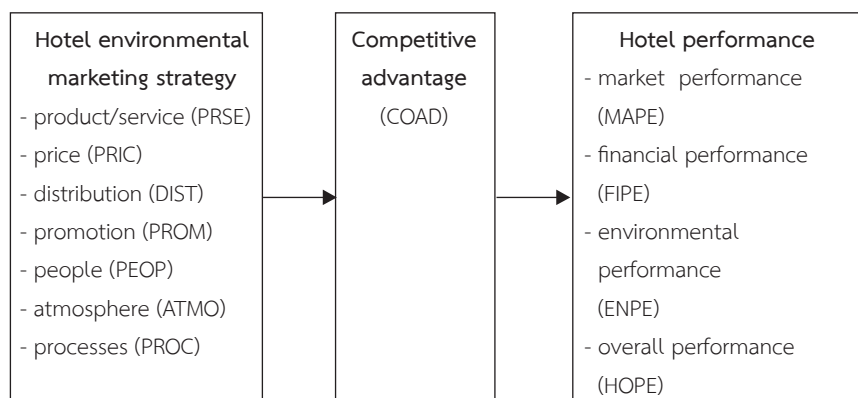 Hotel environmental
marketing strategy
- product/service (PRSE)
- price (PRIC)
- distribution (DIST)
- promotion (PROM)
- people (PEOP)
- atmosphere (ATMO)
- processes (PROC)
Competitive
advantage
(COAD)
Hotel performance
- market performance
(MAPE)
- financial performance
(FIPE)
- environmental
performance
(ENPE)
- overall performance
(HOPE)